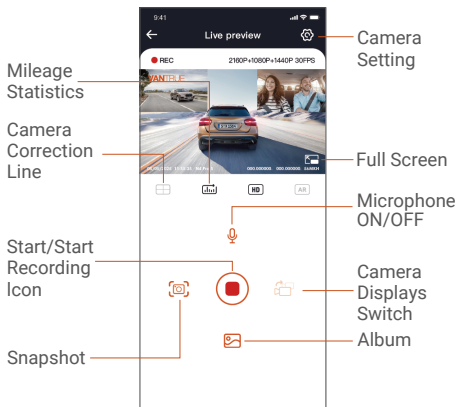 9:41
Live preview
REC
2160P+1080P+1440P 30FPS
VANTRUE
HD
AR
Mileage
Statistics
Camera
Correction
Line
Start/Start
Recording
Icon
Snapshot
Camera
Setting
Full Screen
Microphone
ON/OFF
Camera
Displays
Switch
Album